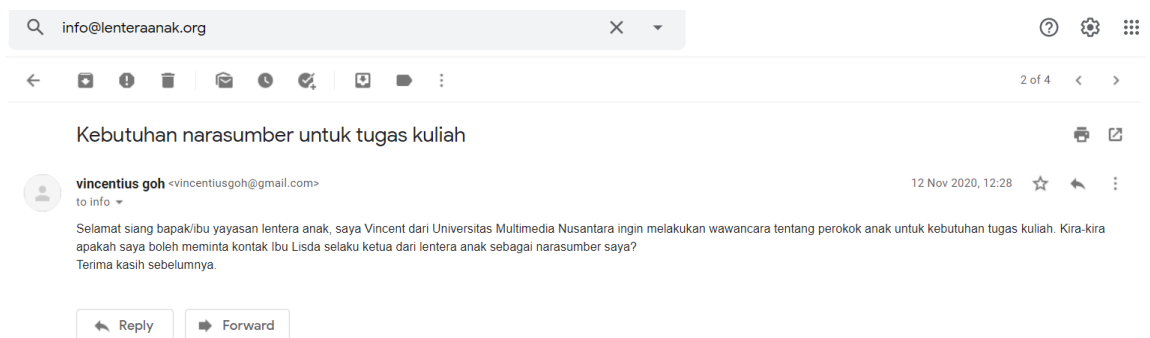 info@lenteraanak.org
2 of 4
Kebutuhan narasumber untuk tugas kuliah
vincentius goh <vincentiusgoh@gmail.com>
12 Nov 2020, 12:28
to info
Selamat siang bapak/ibu yayasan lentera anak, saya Vincent dari Universitas Multimedia Nusantara ingin melakukan wawancara tentang perokok anak untuk kebutuhan tugas kuliah. Kira-kira
apakah saya boleh meminta kontak Ibu Lisda selaku ketua dari lentera anak sebagai narasumber saya?
Terima kasih sebelumnya.
Reply
Forward